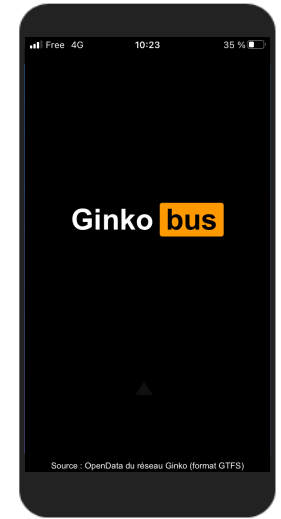 Free 4G 10:23 35 %
Ginko bus
Source : OpenData du réseau Ginko (format GTFS)